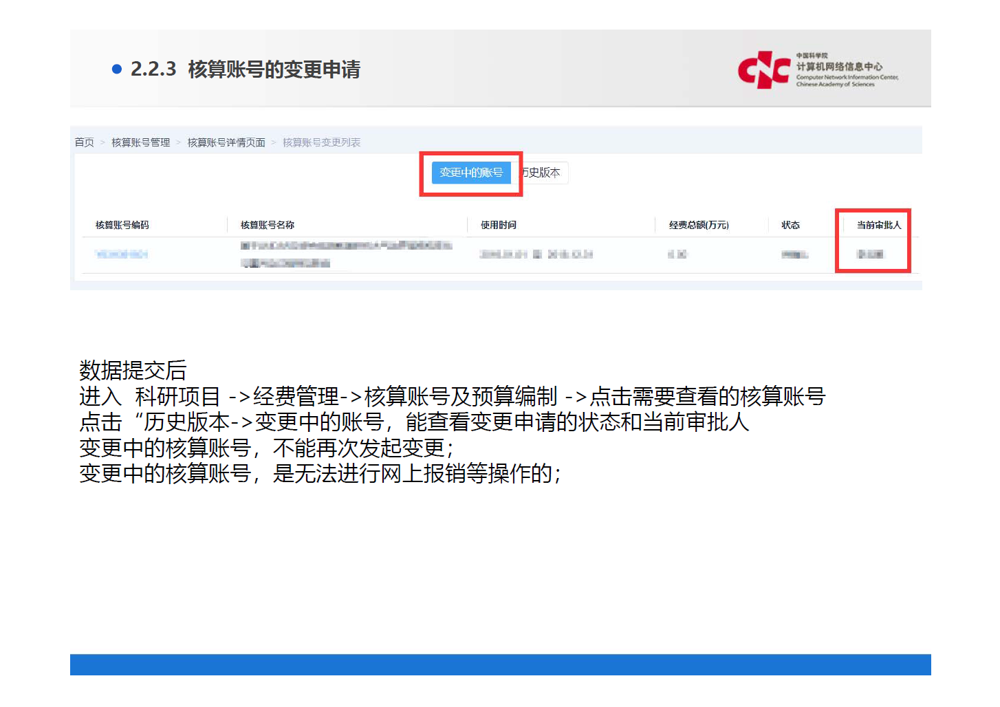 2.2.3 核算账号的变更申请
中国科学院
计算机网络信息中心
Computer Network Information Center,
Chinese Academy of Sciences
首页 > 核算账号管理 > 核算账号详情页面 > 核算账号变更列表
变更中的账号 历史版本
核算账号编码 核算账号名称 使用时间 经费总额(万元) 状态 当前审批人
数据提交后
进入 科研项目 ->经费管理->核算账号及预算编制 ->点击需要查看的核算账号
点击“历史版本->变更中的账号，能查看变更申请的状态和当前审批人
变更中的核算账号，不能再次发起变更；
变更中的核算账号，是无法进行网上报销等操作的；